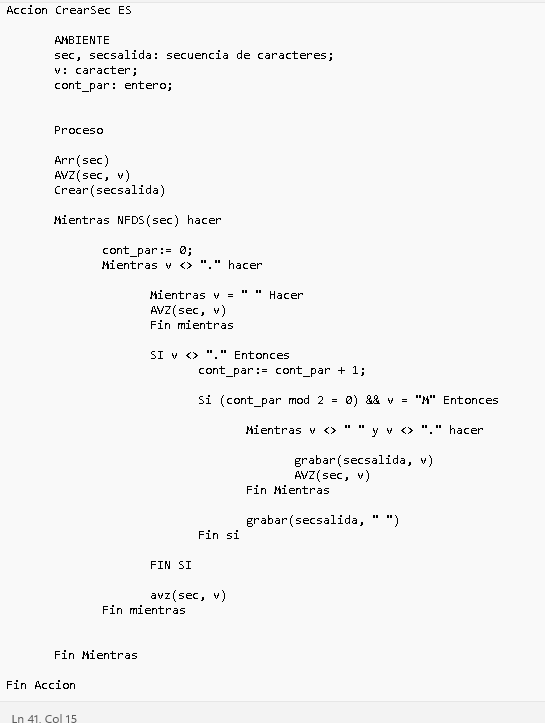 Accion CrearSec ES
AMBIENTE
sec, secsalida: secuencia de caracteres;
v: caracter;
cont_par: entero;
Proceso
Arr(sec)
AVZ(sec, v)
Crear(secsalida)
Mientras NFDS(sec) hacer
cont_par:= 0;
Mientras v <> "." hacer
Mientras v = " " Hacer
AVZ(sec, v)
Fin mientras
SI v <> "." Entonces
cont_par:= cont_par + 1;
Si (cont_par mod 2 = 0) && v = "M" Entonces
Mientras v <> " " y v <> "." hacer
grabar(secsalida, v)
AVZ(sec, v)
Fin Mientras
grabar(secsalida, " ")
Fin si
FIN SI
avz(sec, v)
Fin mientras
Fin Mientras
Fin Accion
Ln 41, Col 15